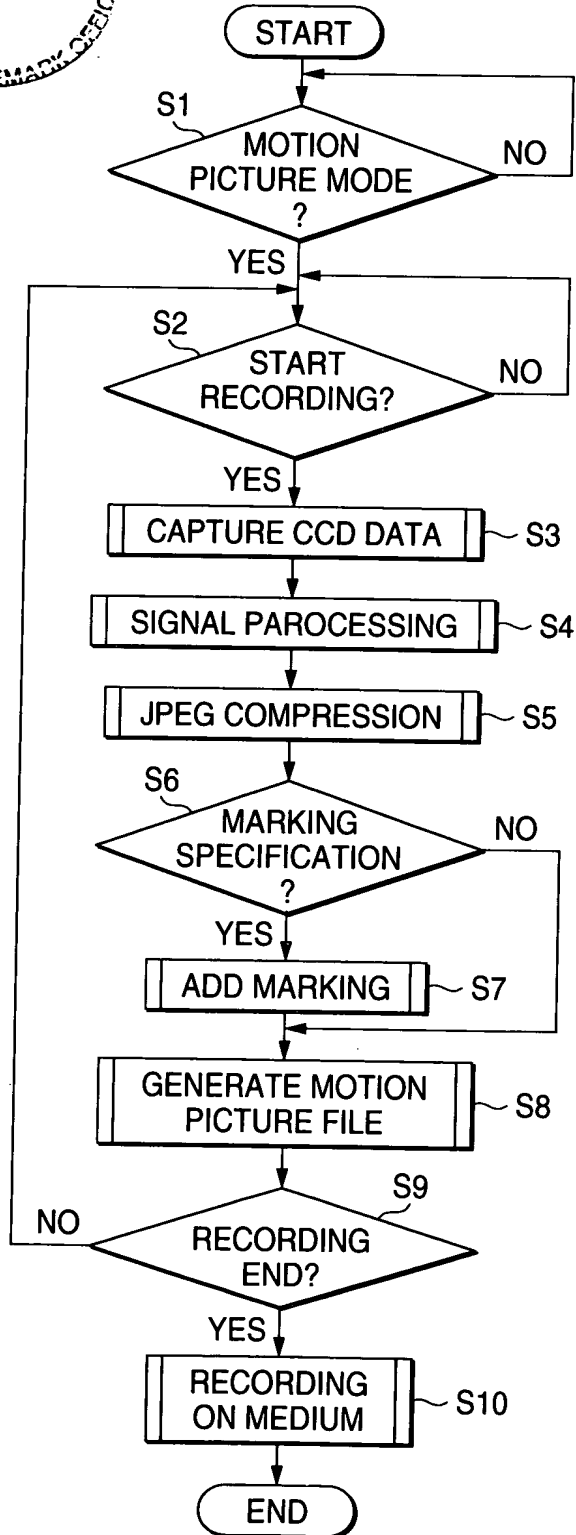 EMARK OFFIC
START
S1
MOTION
PICTURE MODE
?
NO
YES
S2
START
RECORDING?
NO
YES
CAPTURE CCD DATA
S3
SIGNAL PAROCESSING
S4
JPEG COMPRESSION
S5
S6
MARKING
SPECIFICATION
?
NO
YES
ADD MARKING
S7
GENERATE MOTION
PICTURE FILE
S8
S9
NO
RECORDING
END?
YES
RECORDING
ON MEDIUM
S10
END